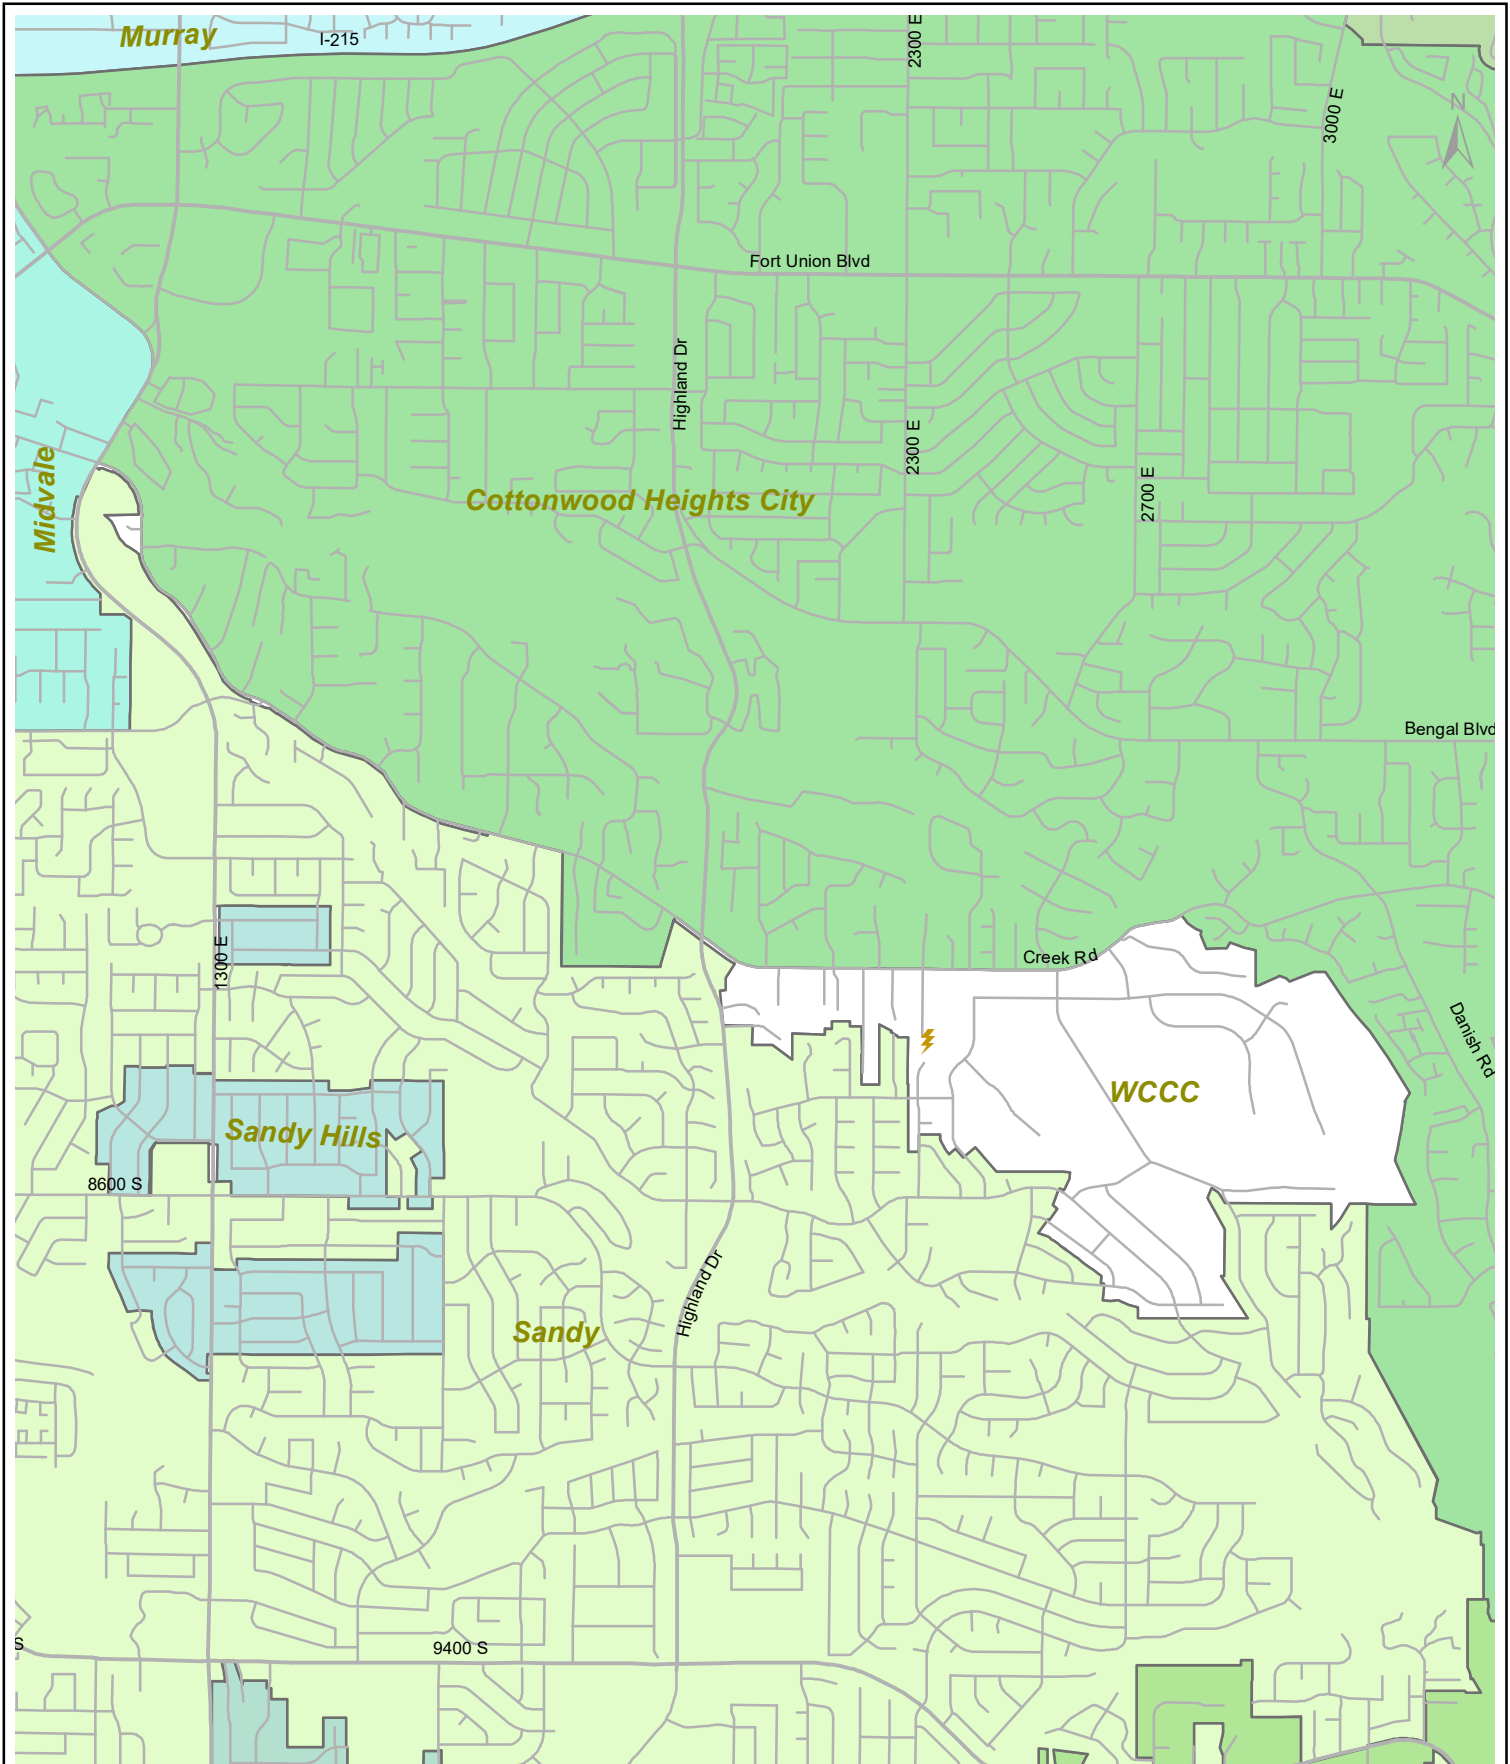 Murray
I-215
2300 E
3000 E
N
Fort Union Blvd
Highland Dr
2300 E
Midvale
Cottonwood Heights City
2700 E
Bengal Blvd
1300 E
Creek Rd
Danish Rd
WCCC
Sandy Hills
8600 S
Highland Dr
Sandy
S
9400 S